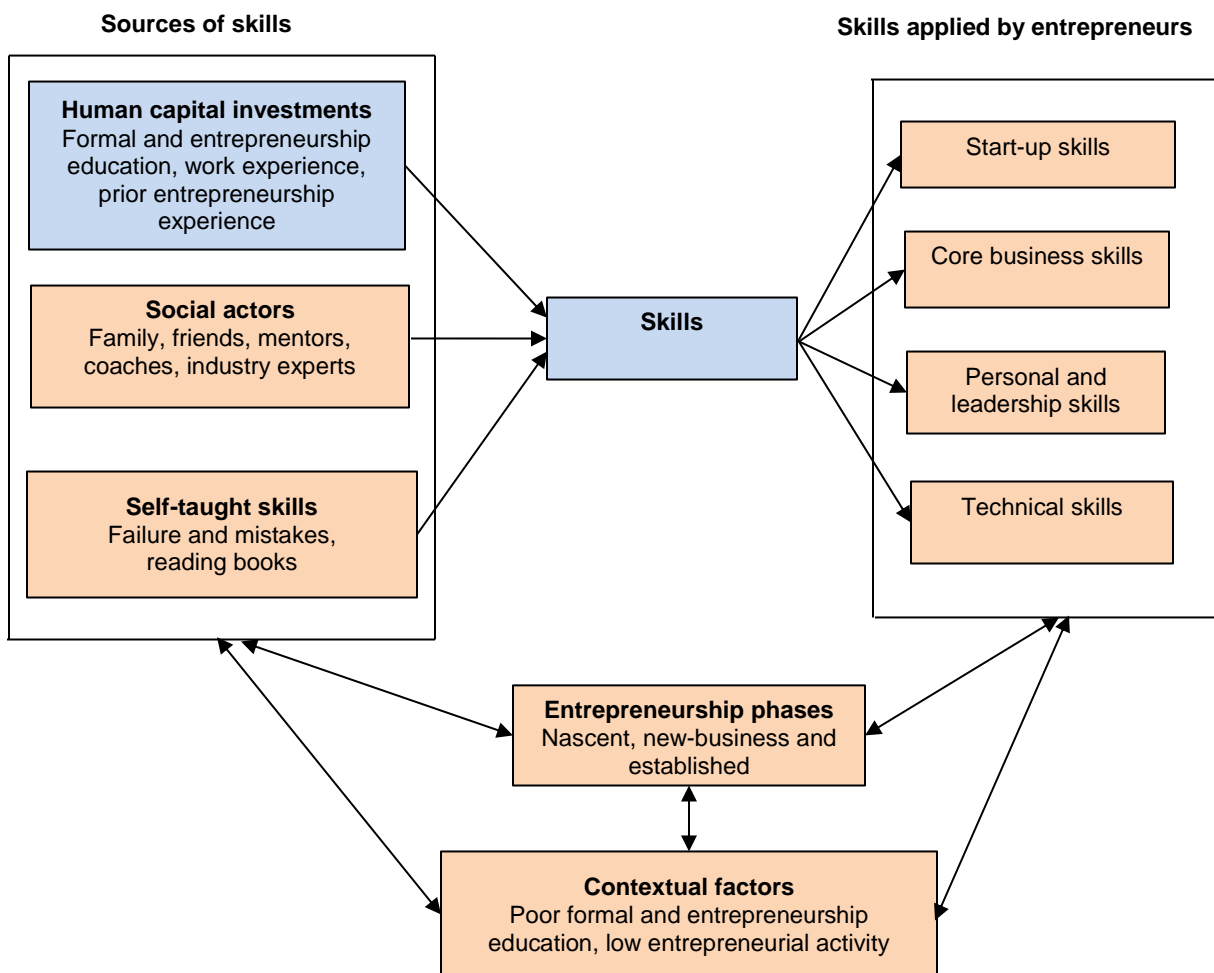 Sources of skills
Skills applied by entrepreneurs
Human capital investments
Formal and entrepreneurship
education, work experience,
prior entrepreneurship
experience
Social actors
Family, friends, mentors,
coaches, industry experts
Self-taught skills
Failure and mistakes,
reading books
Skills
Start-up skills
Core business skills
Personal and
leadership skills
Technical skills
Entrepreneurship phases
Nascent, new-business and
established
Contextual factors
Poor formal and entrepreneurship
education, low entrepreneurial activity